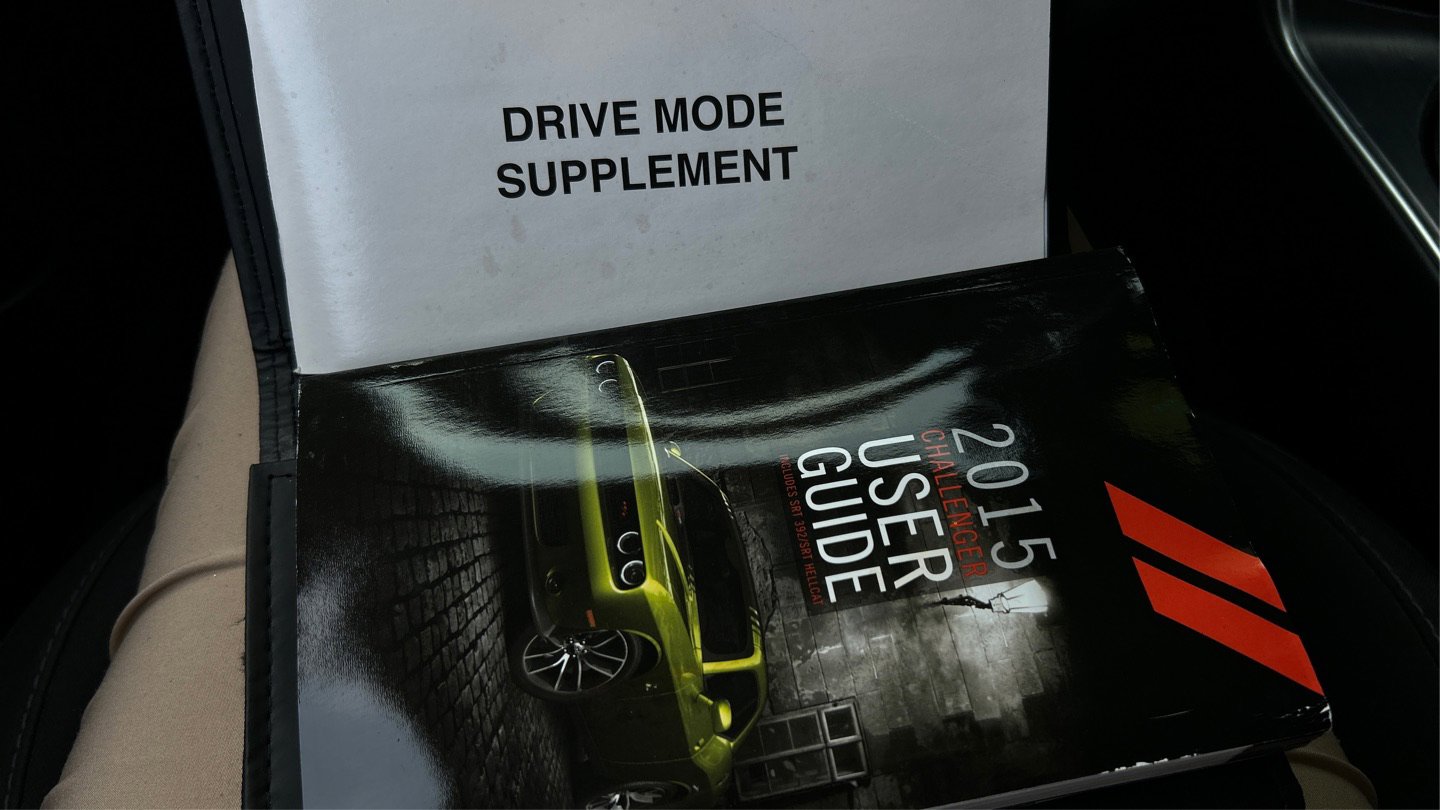 DRIVE MODE
SUPPLEMENT
2015
CHALLENGER
USER
GUIDE
INCLUDES SRT 392/SRT HELLCAT